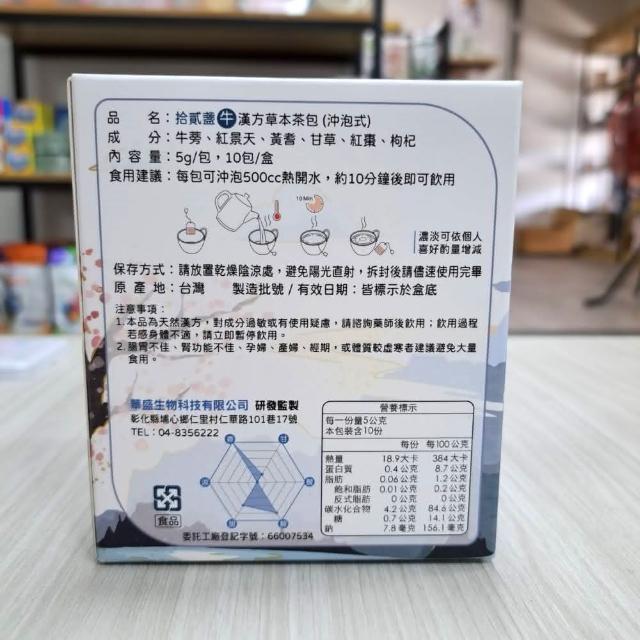 品　　名：拾貳盞牛漢方草本茶包(沖泡式)
成　　分：牛蒡、紅景天、黃耆、甘草、紅棗、枸杞
內 容 量：5g/包，10包/盒
食用建議：每包可沖泡500cc熱開水，約10分鐘後即可飲用
10 Min
濃淡可依個人
喜好酌量增減
保存方式：請放置乾燥陰涼處，避免陽光直射，拆封後請儘速使用完畢
原 產 地：台灣　　製造批號/有效日期：皆標示於盒底
注意事項：
1.本品為天然漢方，對成分過敏或有使用疑慮，請諮詢藥師後飲用；飲用過程
若感身體不適，請立即暫停飲用。
2.腸胃不佳、腎功能不佳、孕婦、產婦、經期，或體質較虛寒者建議避免大量
食用。
華盛生物科技有限公司 研發監製
彰化縣埔心鄉仁里村仁華路101巷17號
TEL：04-8356222
甘
食品
委託工廠登記字號：66007534
營養標示
每一份量5公克
本包裝含10份
每份 每100公克
熱量 18.9大卡 384大卡
蛋白質 0.4公克 8.7公克
脂肪 0.06公克 1.2公克
飽和脂肪 0.01公克 0.2公克
反式脂肪 0公克 0公克
碳水化合物 4.2公克 84.6公克
糖 0.7公克 14.1公克
鈉 7.8毫克 156.1毫克